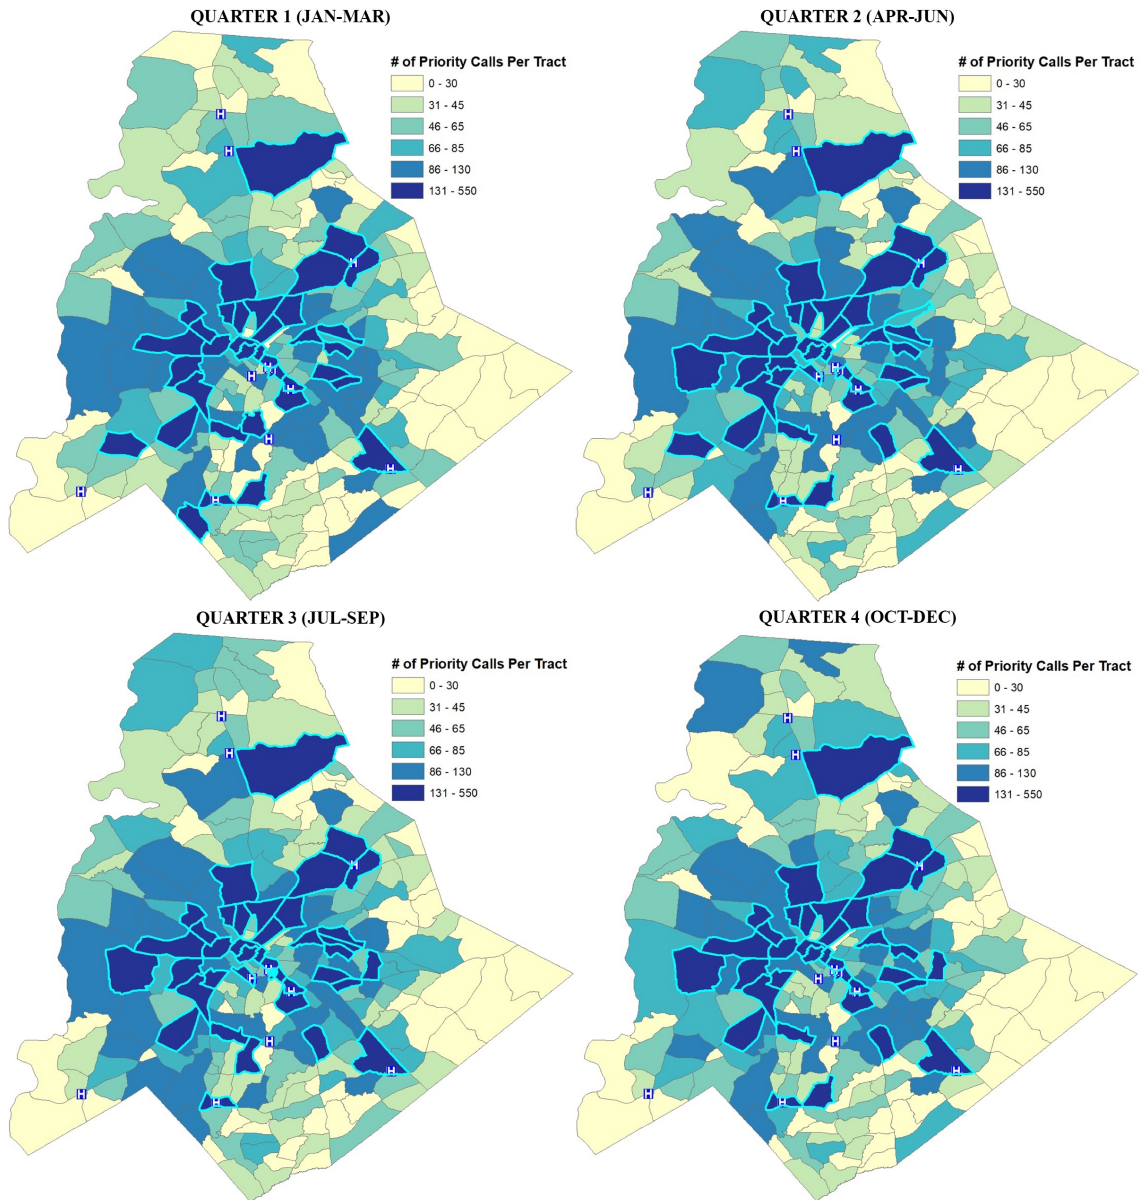 QUARTER 1 (JAN-MAR)
# of Priority Calls Per Tract
0 - 30
31 - 45
46 - 65
66 - 85
86 - 130
131 - 550
H
H
H
H
H
H
H
H
H
H
QUARTER 2 (APR-JUN)
# of Priority Calls Per Tract
0 - 30
31 - 45
46 - 65
66 - 85
86 - 130
131 - 550
H
H
H
H
H
H
H
H
H
H
QUARTER 3 (JUL-SEP)
# of Priority Calls Per Tract
0 - 30
31 - 45
46 - 65
66 - 85
86 - 130
131 - 550
H
H
H
H
H
H
H
H
H
H
QUARTER 4 (OCT-DEC)
# of Priority Calls Per Tract
0 - 30
31 - 45
46 - 65
66 - 85
86 - 130
131 - 550
H
H
H
H
H
H
H
H
H
H